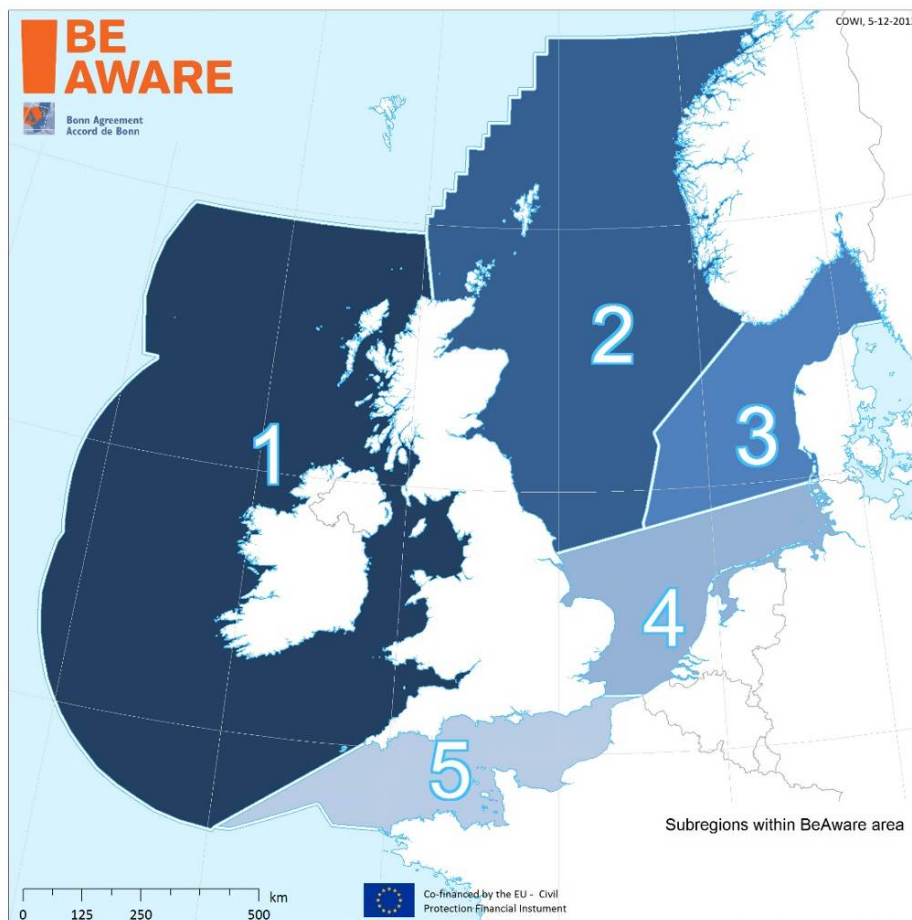 BE
AWARE
COWI, 5-12-2013
Bonn Agreement
Accord de Bonn
2
3
1
4
5
Subregions within BeAware area
km
0 125 250 500
Co-financed by the EU - Civil
Protection Financial Instument